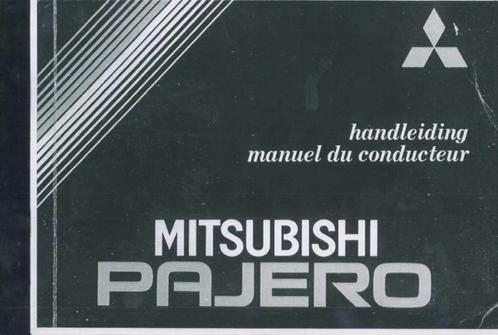 handleiding
manuel du conducteur
MITSUBISHI
PAJERO